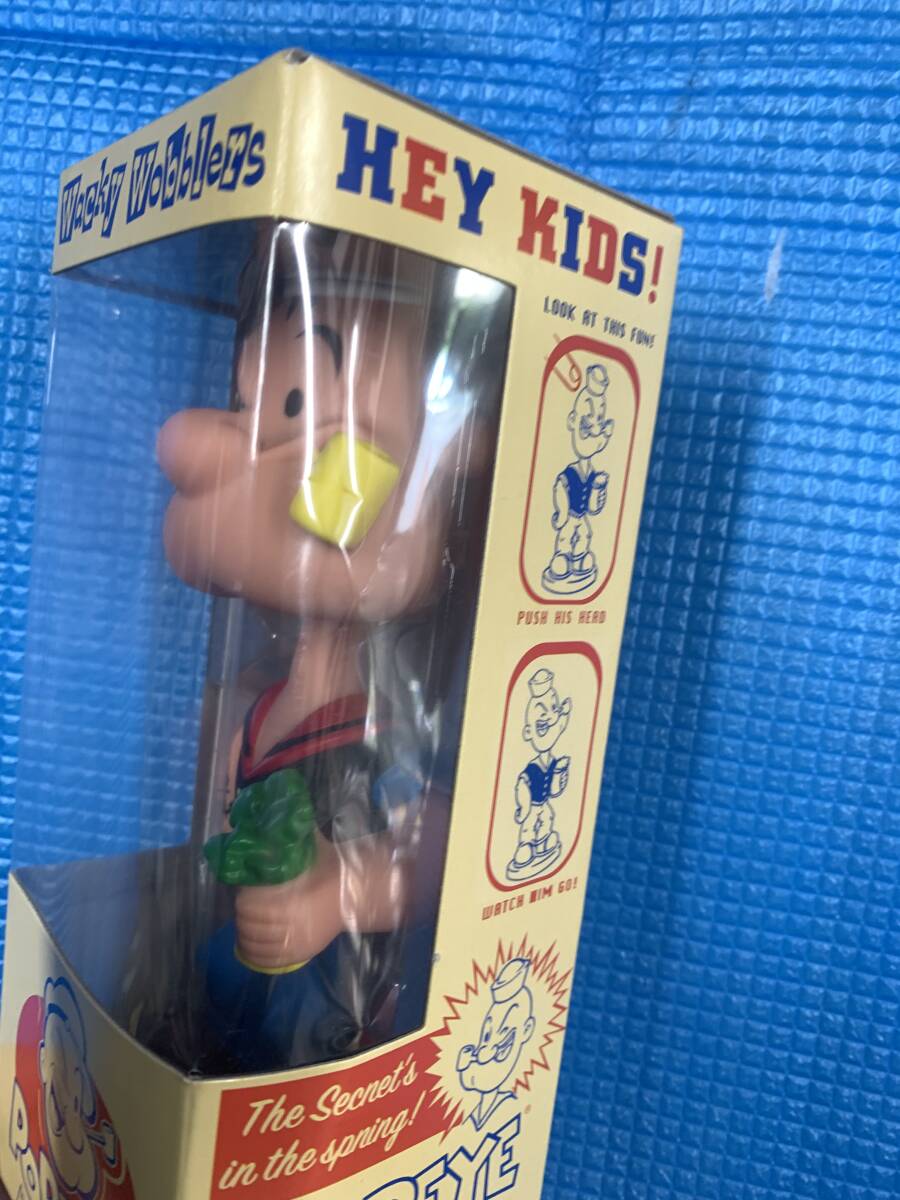 Wacky Wobblers
HEY KIDS!
LOOK AT THIS FUN!
PUSH HIS HEAD
WATCH HIM GO!
The Secret's
in the spring!